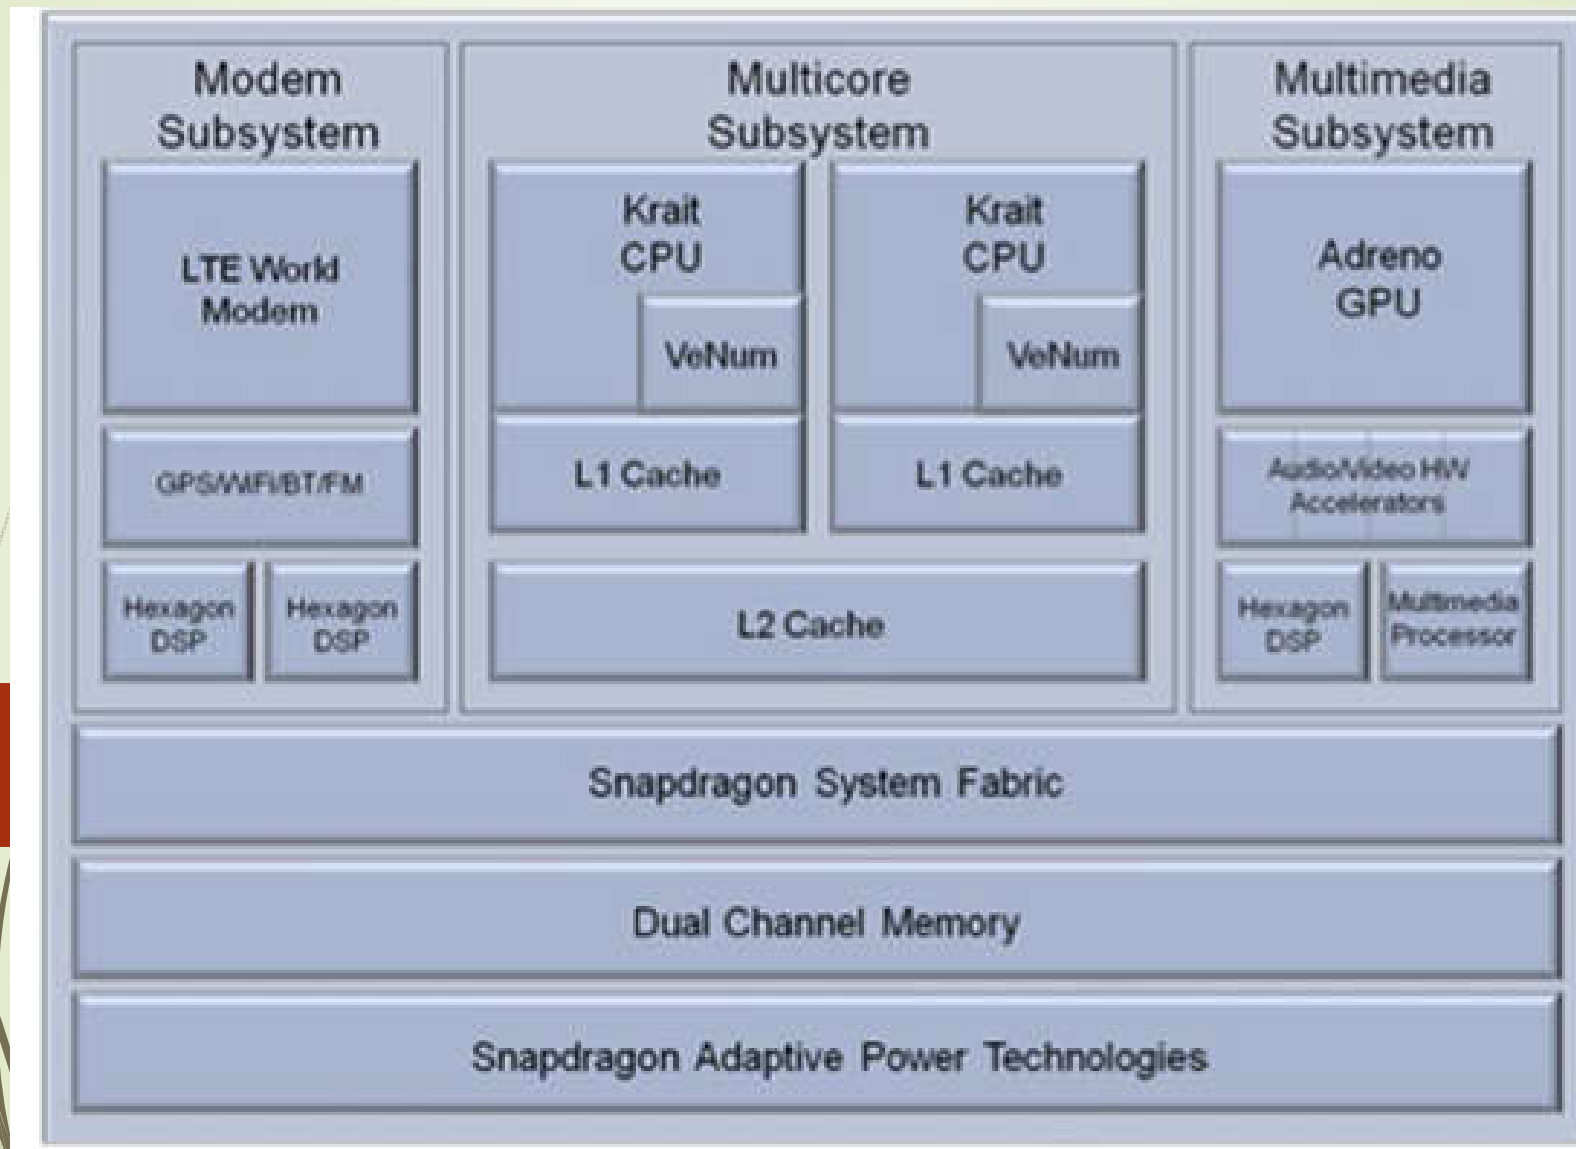 Modem
Subsystem
LTE World
Modem
GPS/WiFi/BT/FM
Hexagon
DSP
Hexagon
DSP
Multicore
Subsystem
Krait
CPU
VeNum
L1 Cache
Krait
CPU
VeNum
L1 Cache
L2 Cache
Multimedia
Subsystem
Adreno
GPU
Audio/Video HW
Accelerators
Hexagon
DSP
Multimedia
Processor
Snapdragon System Fabric
Dual Channel Memory
Snapdragon Adaptive Power Technologies